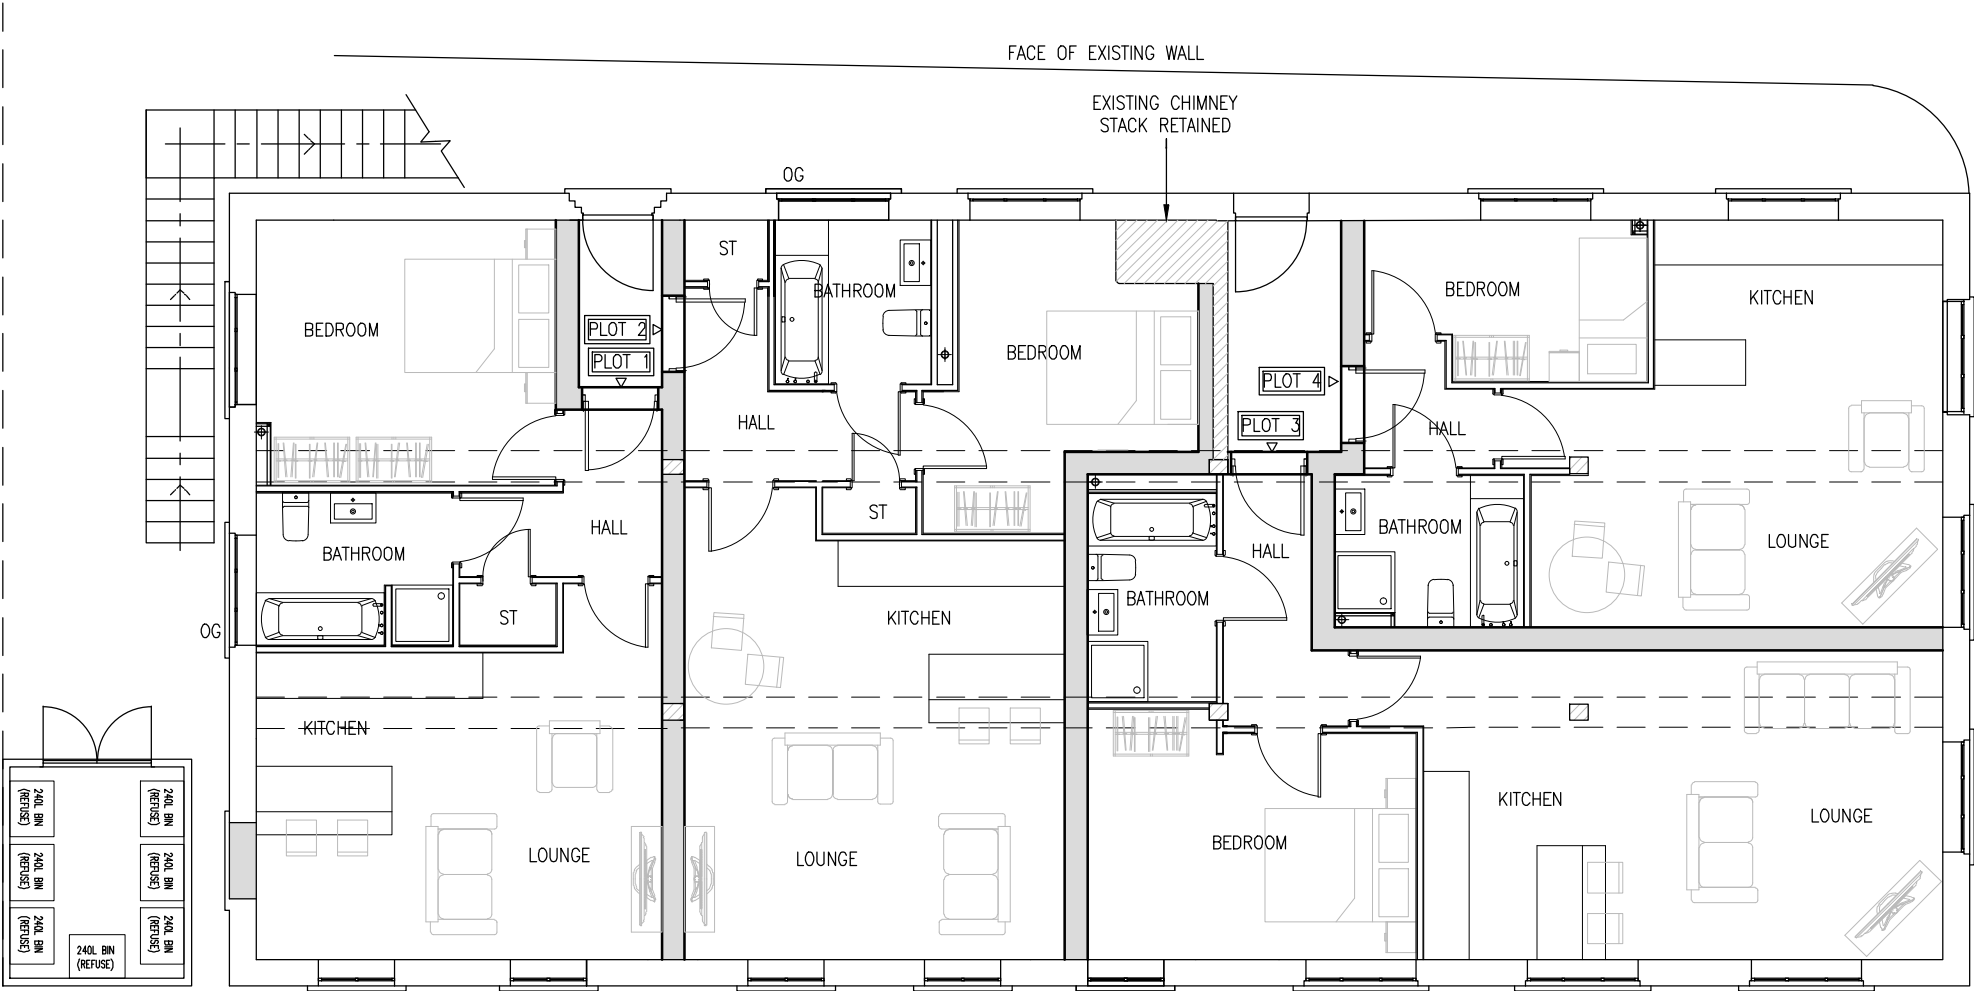 FACE OF EXISTING WALL
EXISTING CHIMNEY
STACK RETAINED
OG
ST
BATHROOM
BEDROOM
PLOT 2
PLOT 1
BEDROOM
HALL
PLOT 4
PLOT 3
BEDROOM
KITCHEN
HALL
ST
HALL
BATHROOM
ST
OG
HALL
BATHROOM
BATHROOM
LOUNGE
KITCHEN
KITCHEN
LOUNGE
LOUNGE
BEDROOM
KITCHEN
LOUNGE
240L BIN
(REFUSE)
240L BIN
(REFUSE)
240L BIN
(REFUSE)
240L BIN
(REFUSE)
240L BIN
(REFUSE)
240L BIN
(REFUSE)
240L BIN
(REFUSE)